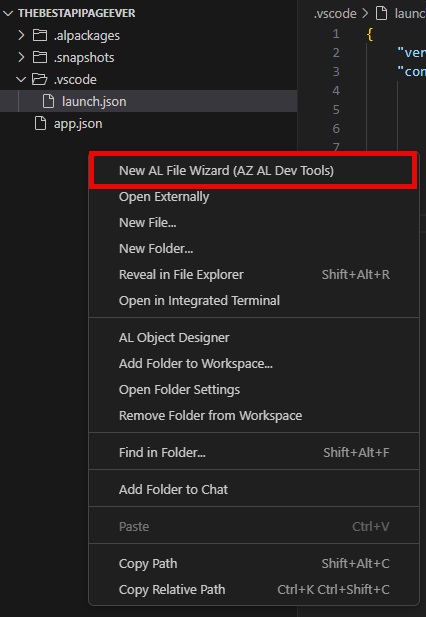 THEBESTAPIPAGEEVER
.alpackages
.snapshots
.vscode
launch.json
app.json
.vscode > launc
1 {
2 "ver
3 "con
4
5
6
7
New AL File Wizard (AZ AL Dev Tools)
Open Externally
New File...
New Folder...
Reveal in File Explorer Shift+Alt+R
Open in Integrated Terminal
AL Object Designer
Add Folder to Workspace...
Open Folder Settings
Remove Folder from Workspace
Find in Folder... Shift+Alt+F
Add Folder to Chat
Paste Ctrl+V
Copy Path Shift+Alt+C
Copy Relative Path Ctrl+K Ctrl+Shift+C